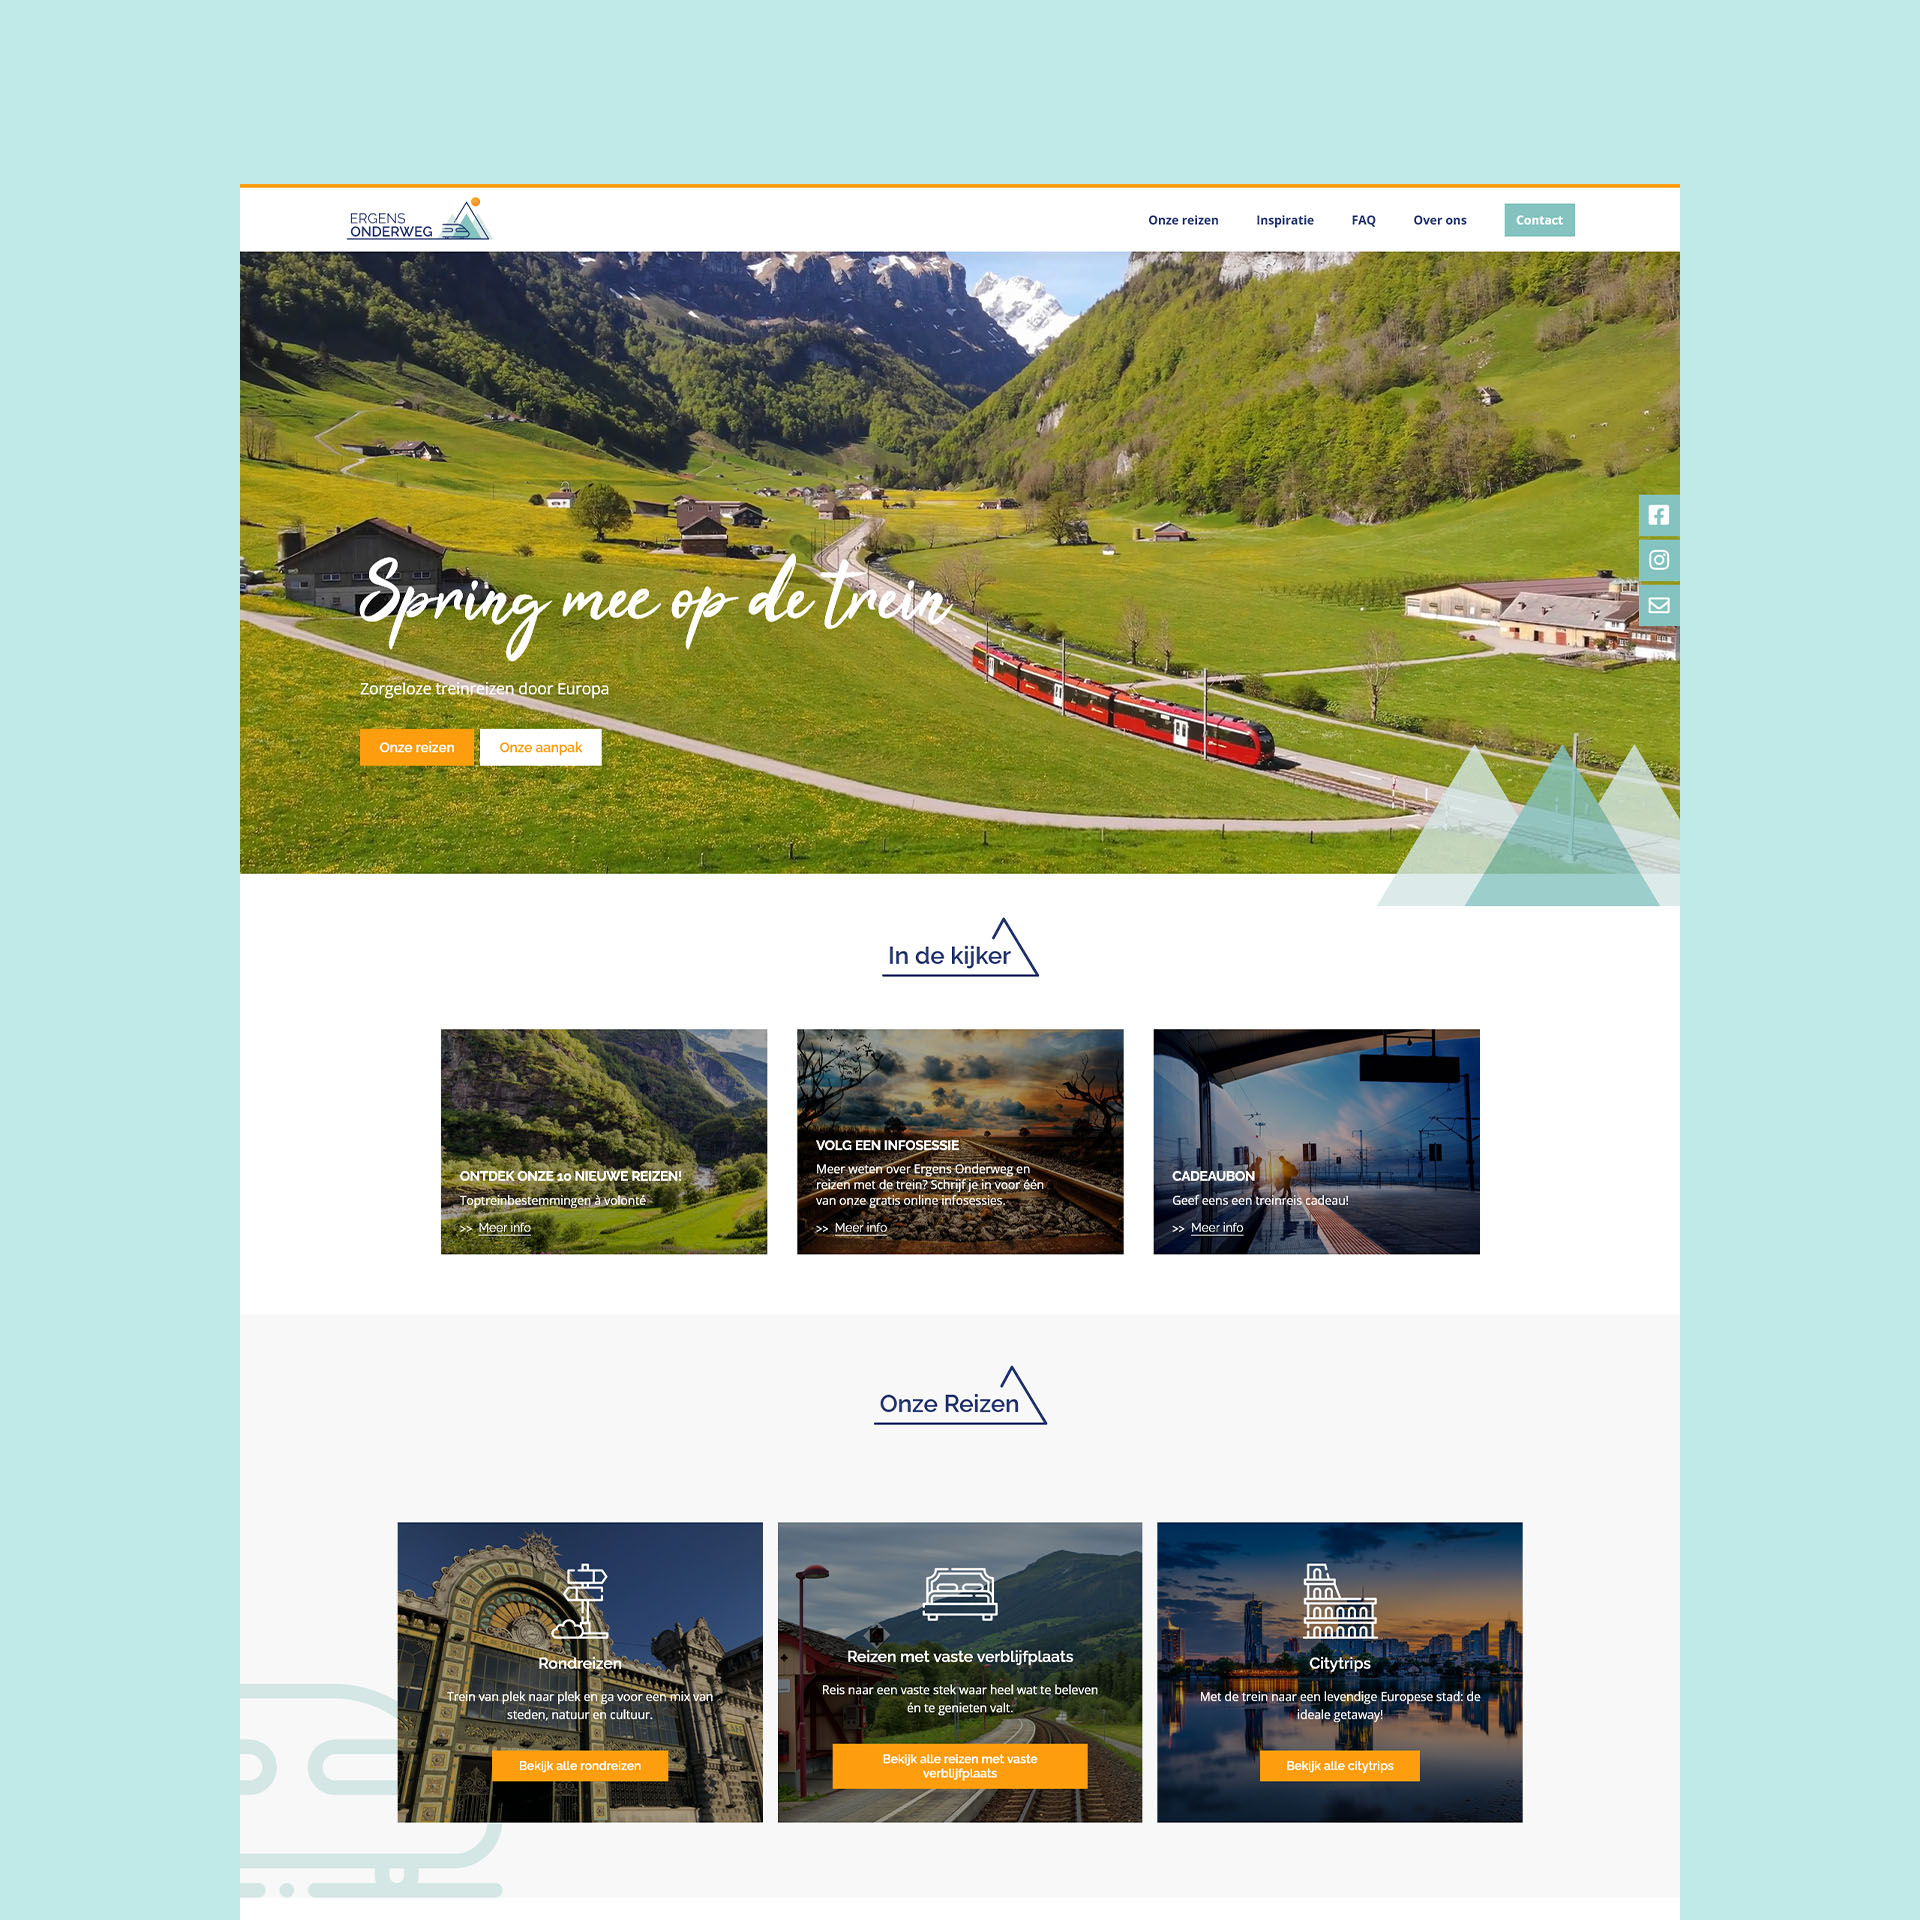 ERGENS
ONDERWEG
Onze reizen
Inspiratie
FAQ
Over ons
Contact
Spring mee op de trein
Zorgeloze treinreizen door Europa
Onze reizen
Onze aanpak
In de kijker
ONTDEK ONZE 10 NIEUWE REIZEN!
Toptreinbestemmingen à volonté
>> Meer info
VOLG EEN INFOSESSIE
Meer weten over Ergens Onderweg en
reizen met de trein? Schrijf je in voor één
van onze gratis online infosessies.
>> Meer info
CADEAUBON
Geef eens een treinreis cadeau!
>> Meer info
Onze Reizen
Rondreizen
Trein van plek naar plek en ga voor een mix van
steden, natuur en cultuur.
Bekijk alle rondreizen
Reizen met vaste verblijfplaats
Reis naar een vaste stek waar heel wat te beleven
én te genieten valt.
Bekijk alle reizen met vaste
verblijfplaats
Citytrips
Met de trein naar een levendige Europese stad: de
ideale getaway!
Bekijk alle citytrips